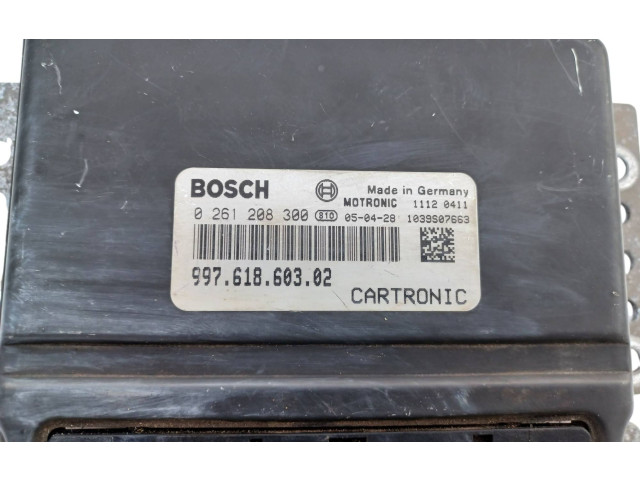 BOSCH Made in Germany
MOTRONIC 1112 0411
0 261 208 300 810 05-04-28 1039S07663
997.618.603.02
CARTRONIC